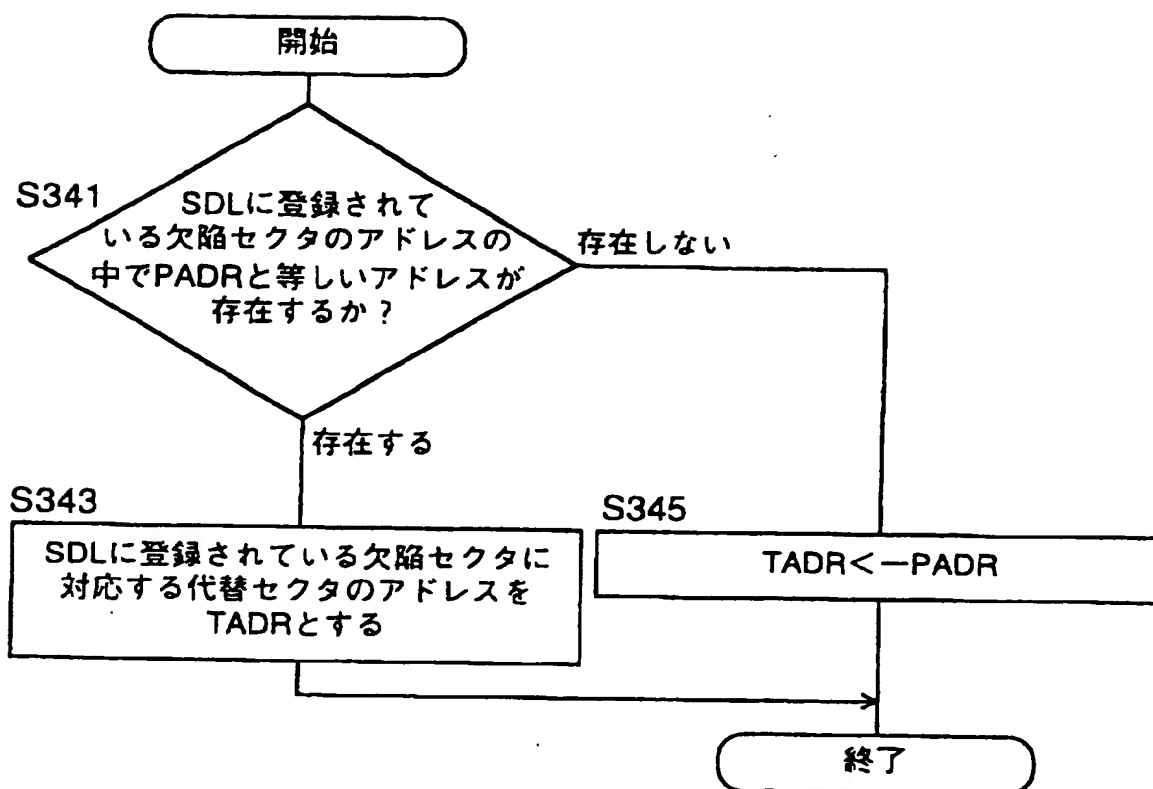 開始
S341
SDLに登録されて
いる欠陥セクタのアドレスの
中でPADRと等しいアドレスが
存在するか?
存在しない
存在する
S343
SDLに登録されている欠陥セクタに
対応する代替セクタのアドレスを
TADRとする
S345
TADR<—PADR
終了